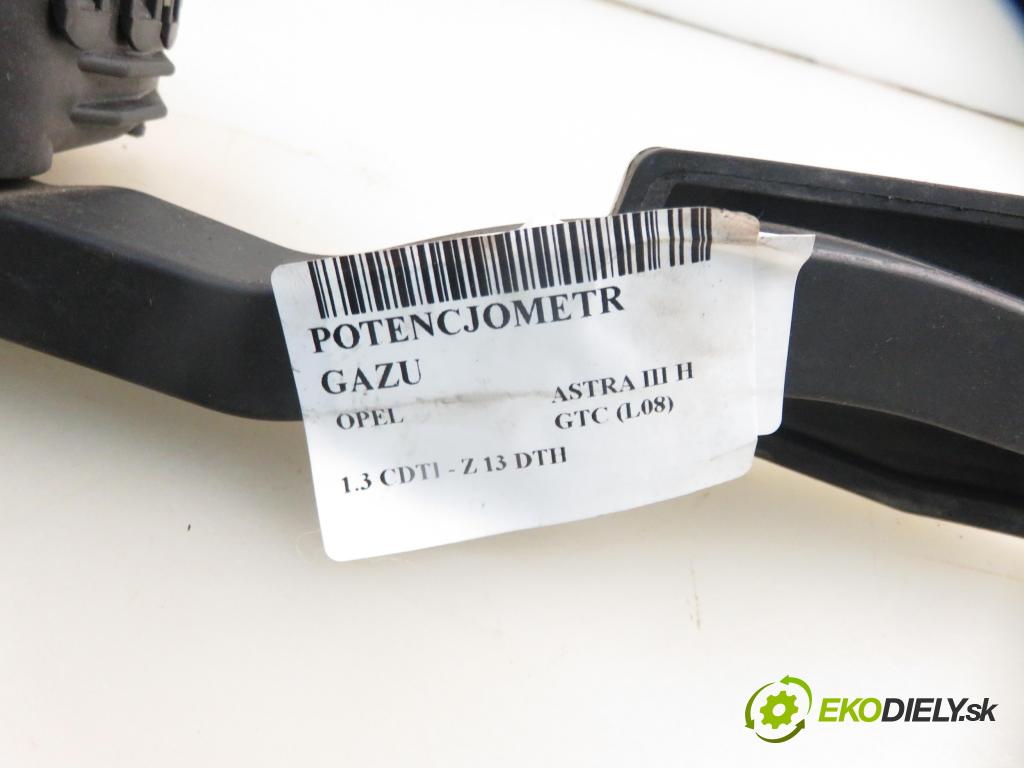 POTENCJOMETR
GAZU
OPEL
ASTRA III H
GTC (L08)
1.3 CDTI - Z 13 DTH
EKODIELY.sk